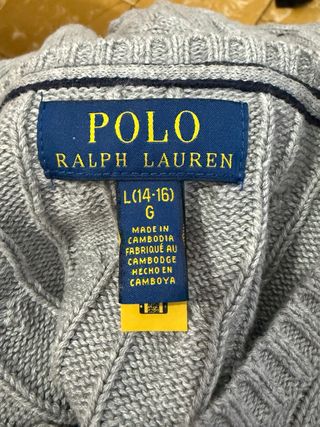 POLO
RALPH LAUREN
L(14-16)
G
MADE IN
CAMBODIA
FABRIQUÉ AU
CAMBODGE
HECHO EN
CAMBOYA